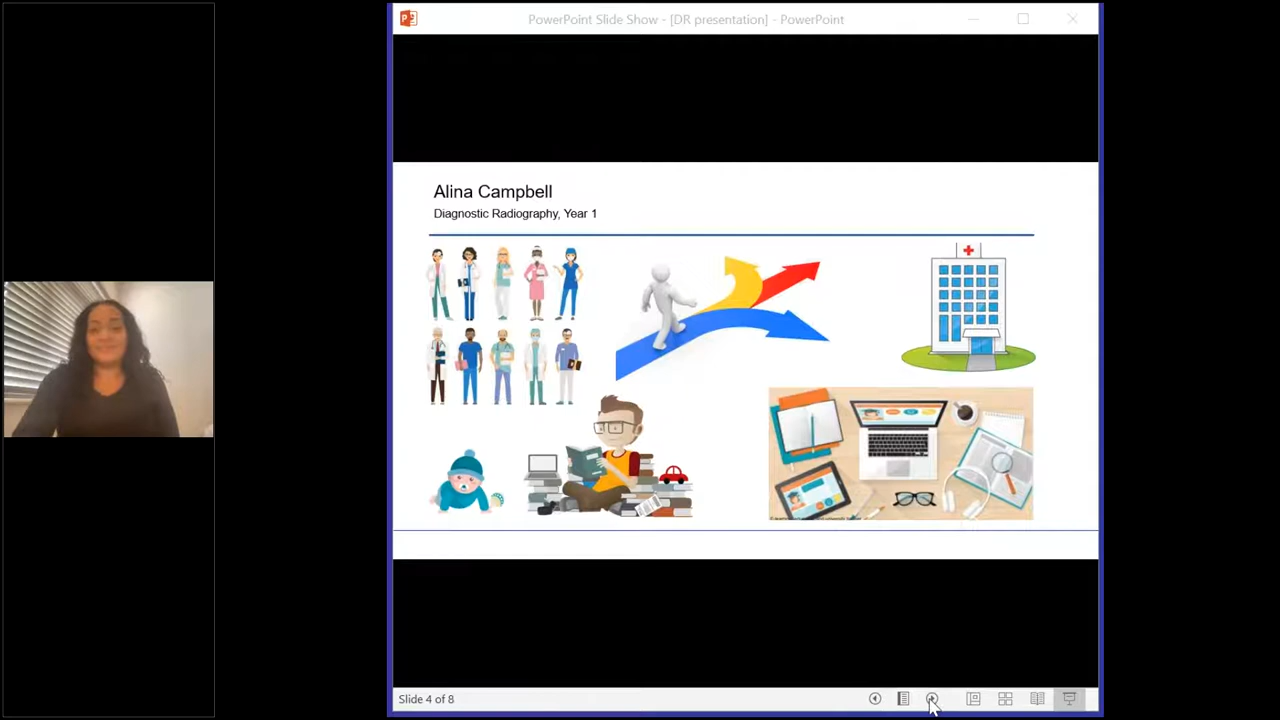 PowerPoint Slide Show - [DR presentation] - PowerPoint
Alina Campbell
Diagnostic Radiography, Year 1
Slide 4 of 8